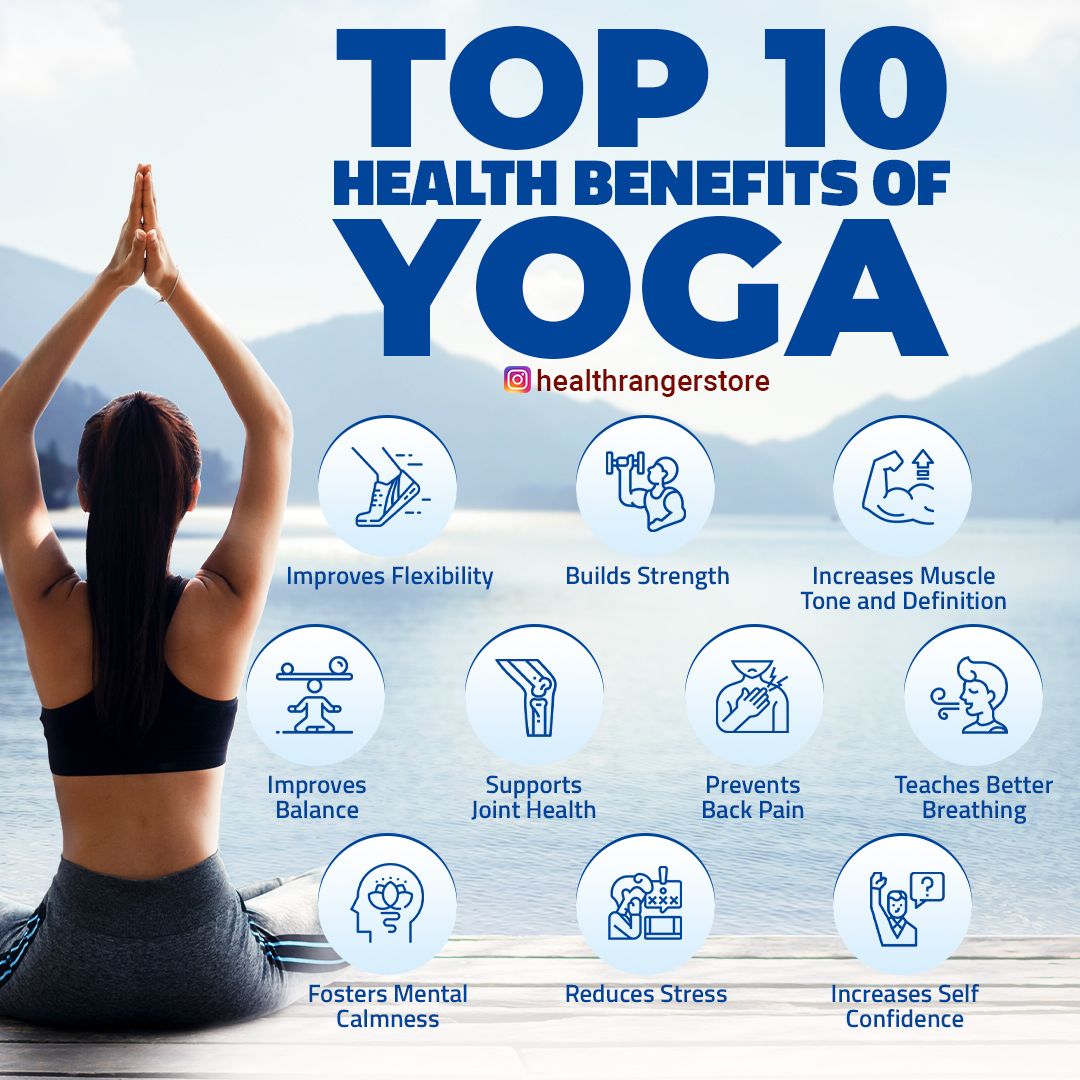 TOP 10
HEALTH BENEFITS OF
YOGA
healthrangerstore
Improves Flexibility
Builds Strength
Increases Muscle
Tone and Definition
Improves
Balance
Supports
Joint Health
Prevents
Back Pain
Teaches Better
Breathing
?
XXX
Fosters Mental
Calmness
Reduces Stress
Increases Self
Confidence